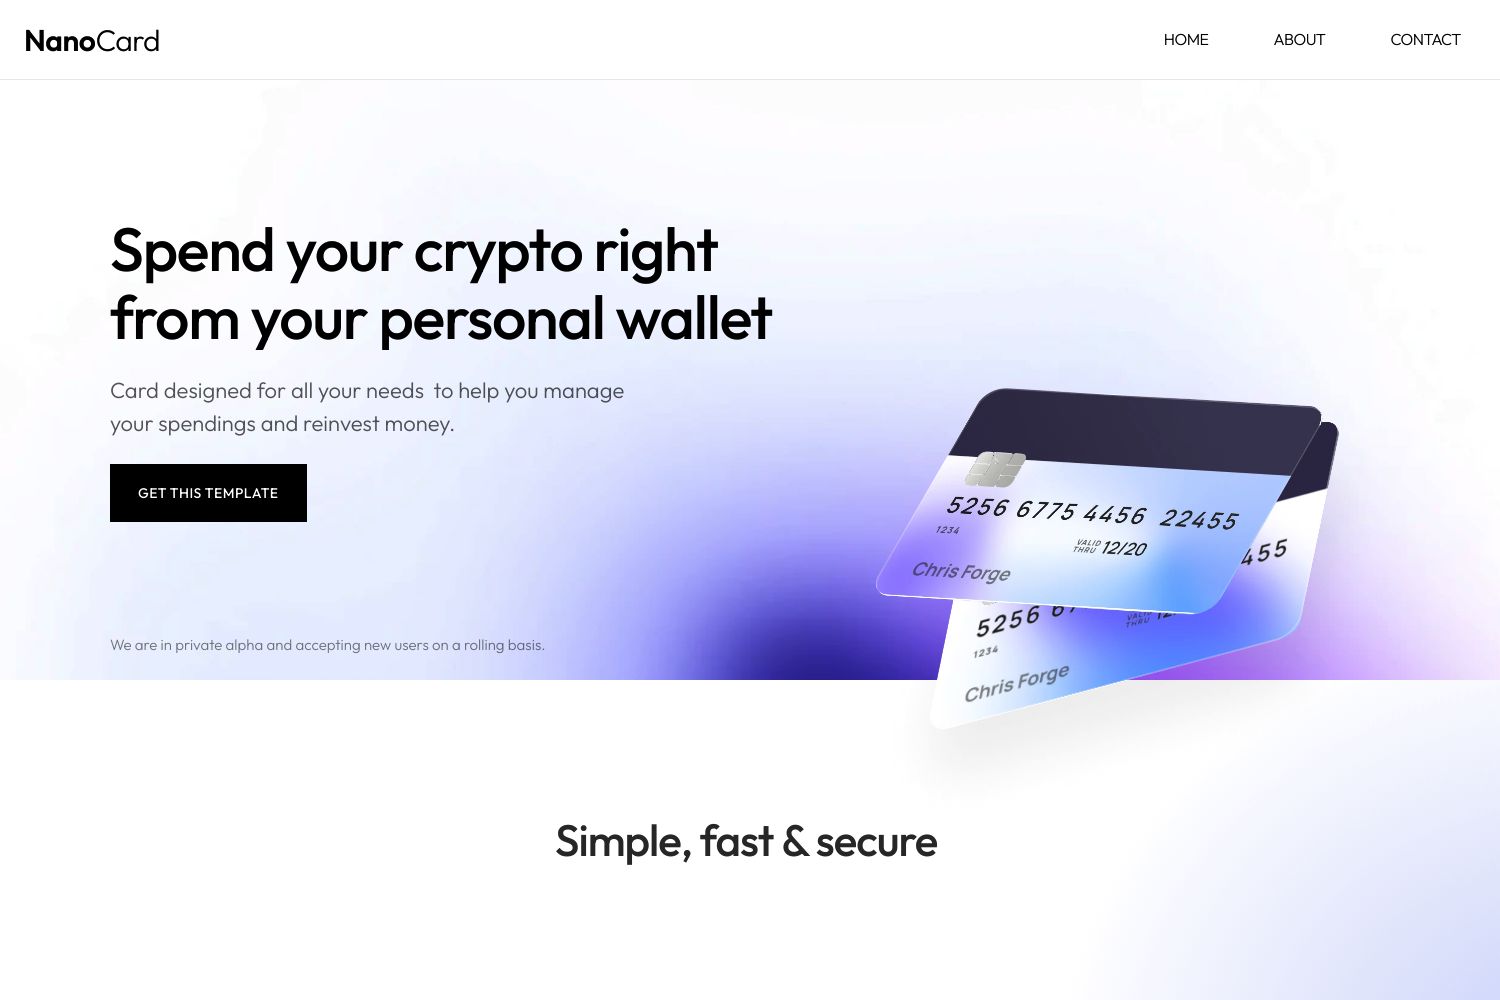 NanoCard
HOME
ABOUT
CONTACT
Spend your crypto right
from your personal wallet
Card designed for all your needs  to help you manage
your spendings and reinvest money.
GET THIS TEMPLATE
We are in private alpha and accepting new users on a rolling basis.
5256 6775 4456 22455
1234
VALID
THRU 12/20
Chris Forge
455
5256 67
VALID
THRU 12
1234
Chris Forge
Simple, fast & secure